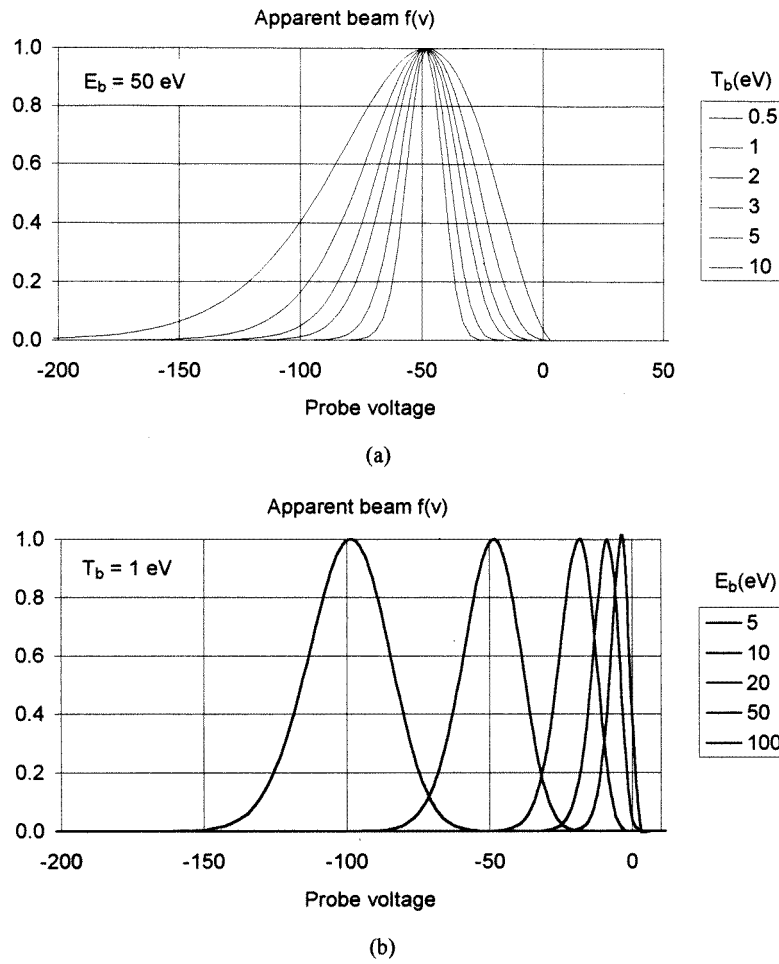 Apparent beam f(v)
1.0
0.8
0.6
0.4
0.2
0.0
E_b = 50 eV
-200 -150 -100 -50 0 50
Probe voltage
T_b(eV)
0.5
1
2
3
5
10
(a)
Apparent beam f(v)
1.0
0.8
0.6
0.4
0.2
0.0
T_b = 1 eV
-200 -150 -100 -50 0
Probe voltage
E_b(eV)
5
10
20
50
100
(b)